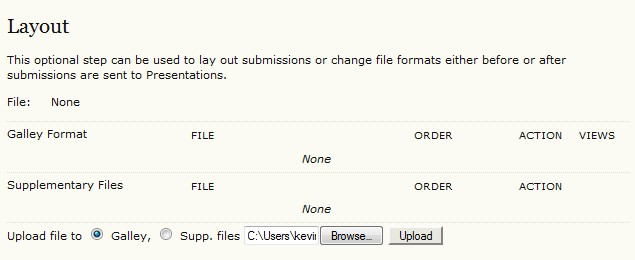 Layout
This optional step can be used to lay out submissions or change file formats either before or after
submissions are sent to Presentations.
File: None
Galley Format FILE ORDER ACTION VIEWS
None
Supplementary Files FILE ORDER ACTION
None
Upload file to Galley, Supp. files C:\Users\kevin Browse... Upload